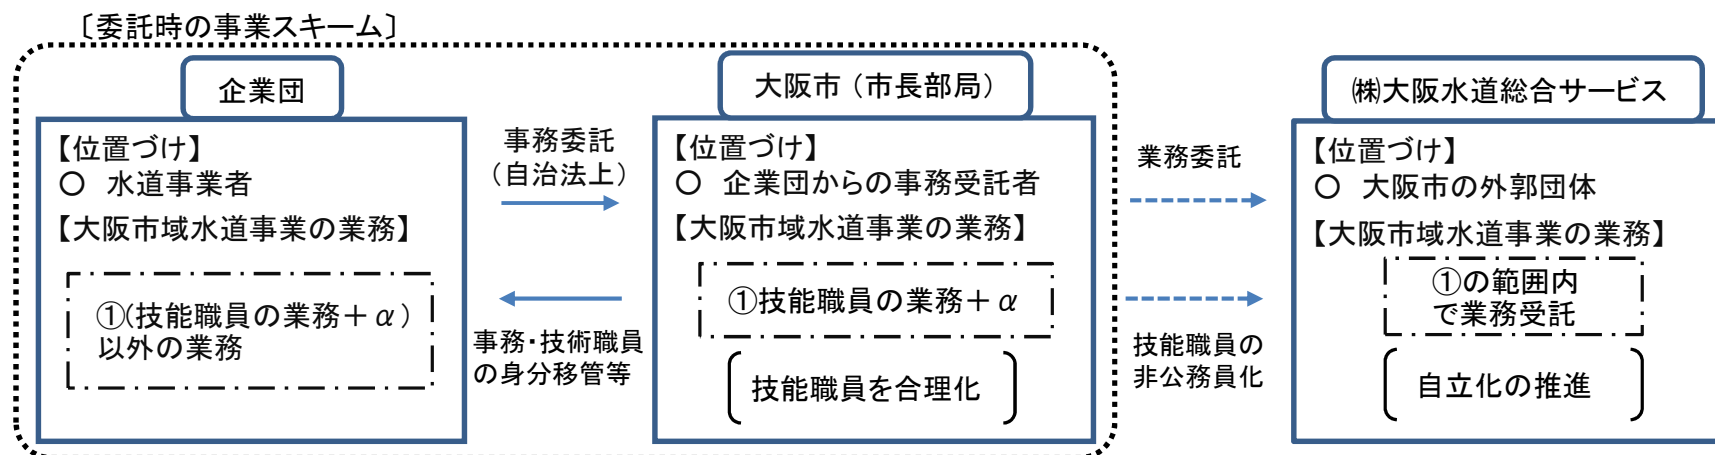 〔委託時の事業スキーム〕
企業団
【位置づけ】
○ 水道事業者
【大阪市域水道事業の業務】
①(技能職員の業務＋α)
以外の業務
事務委託
（自治法上）
事務・技術職員
の身分移管等
大阪市（市長部局）
【位置づけ】
○ 企業団からの事務受託者
【大阪市域水道事業の業務】
①技能職員の業務＋α
技能職員を合理化
業務委託
技能職員の
非公務員化
㈱大阪水道総合サービス
【位置づけ】
○ 大阪市の外郭団体
【大阪市域水道事業の業務】
①の範囲内
で業務受託
自立化の推進